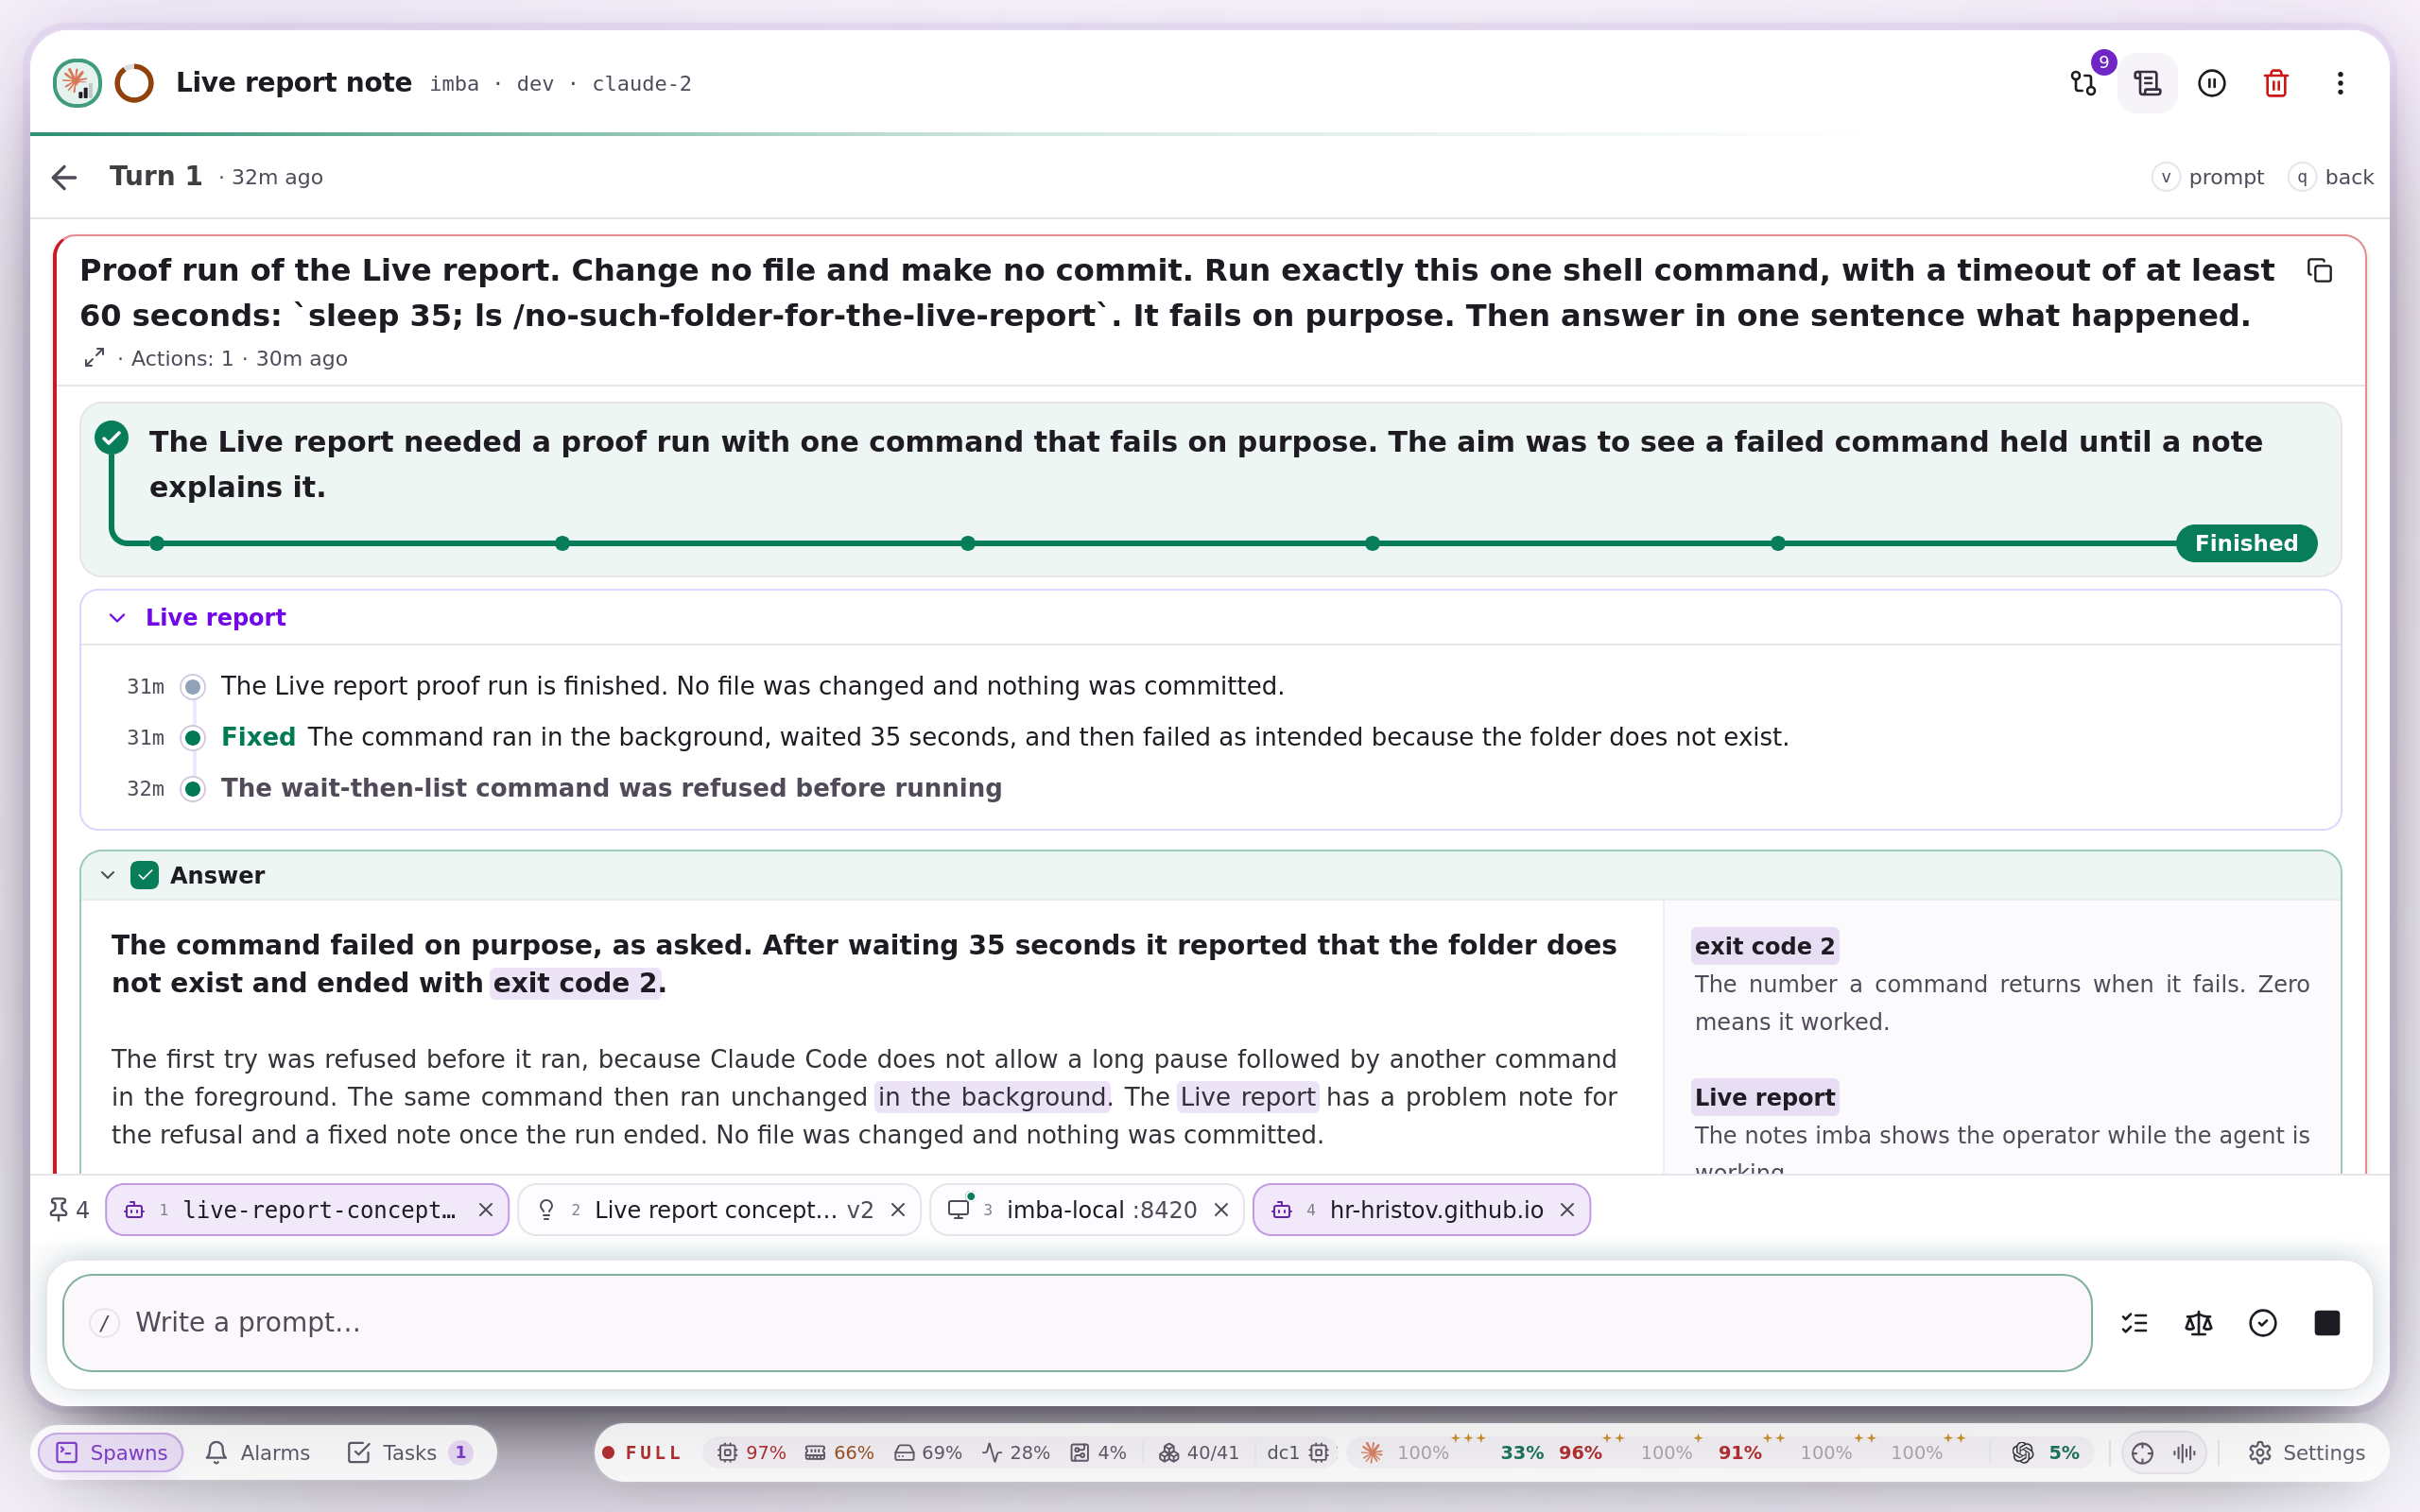 Live report note imba · dev · claude-2
9
Turn 1 · 32m ago
v prompt q back
Proof run of the Live report. Change no file and make no commit. Run exactly this one shell command, with a timeout of at least
60 seconds: `sleep 35; ls /no-such-folder-for-the-live-report`. It fails on purpose. Then answer in one sentence what happened.
· Actions: 1 · 30m ago
The Live report needed a proof run with one command that fails on purpose. The aim was to see a failed command held until a note
explains it.
Finished
Live report
31m The Live report proof run is finished. No file was changed and nothing was committed.
31m Fixed The command ran in the background, waited 35 seconds, and then failed as intended because the folder does not exist.
32m The wait-then-list command was refused before running
Answer
The command failed on purpose, as asked. After waiting 35 seconds it reported that the folder does
not exist and ended with exit code 2.
The first try was refused before it ran, because Claude Code does not allow a long pause followed by another command
in the foreground. The same command then ran unchanged in the background. The Live report has a problem note for
the refusal and a fixed note once the run ended. No file was changed and nothing was committed.
exit code 2
The number a command returns when it fails. Zero
means it worked.
Live report
The notes imba shows the operator while the agent is
working.
4
1 live-report-concept…
2 Live report concept… v2
3 imba-local :8420
4 hr-hristov.github.io
/ Write a prompt…
Spawns Alarms Tasks 1
FULL 97% 66% 69% 28% 4% 40/41 dc1 100% 33% 96% 100% 91% 100% 100% 5% Settings